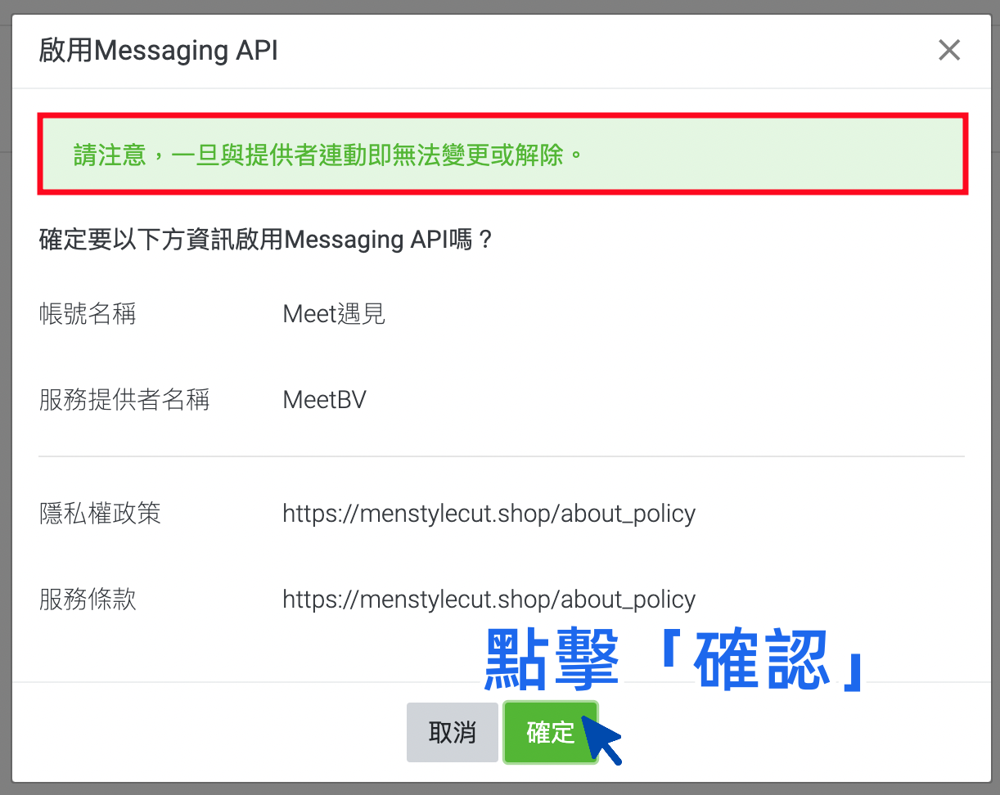 啟用Messaging API
請注意，一旦與提供者連動即無法變更或解除。
確定要以下方資訊啟用Messaging API嗎？
帳號名稱 Meet遇見
服務提供者名稱 MeetBV
隱私權政策 https://menstylecut.shop/about_policy
服務條款 https://menstylecut.shop/about_policy
點擊「確認」
取消 確定